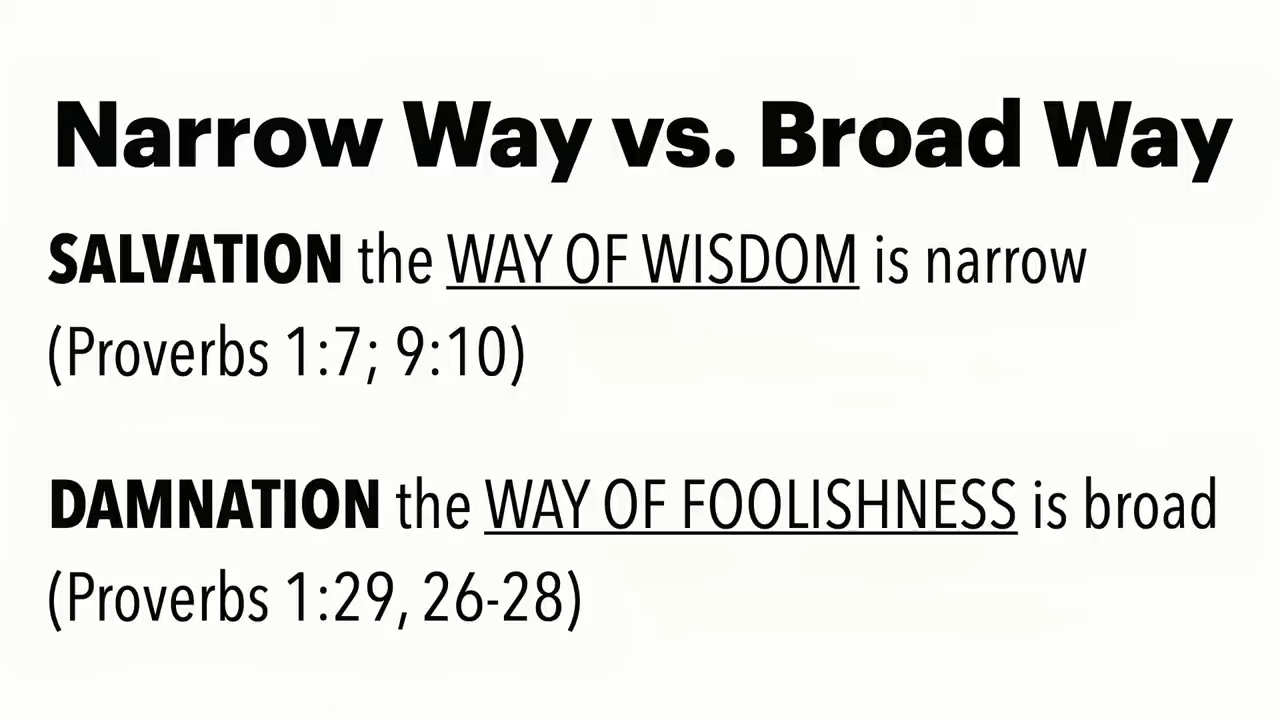 Narrow Way vs. Broad Way
SALVATION the WAY OF WISDOM is narrow
(Proverbs 1:7; 9:10)
DAMNATION the WAY OF FOOLISHNESS is broad
(Proverbs 1:29, 26-28)